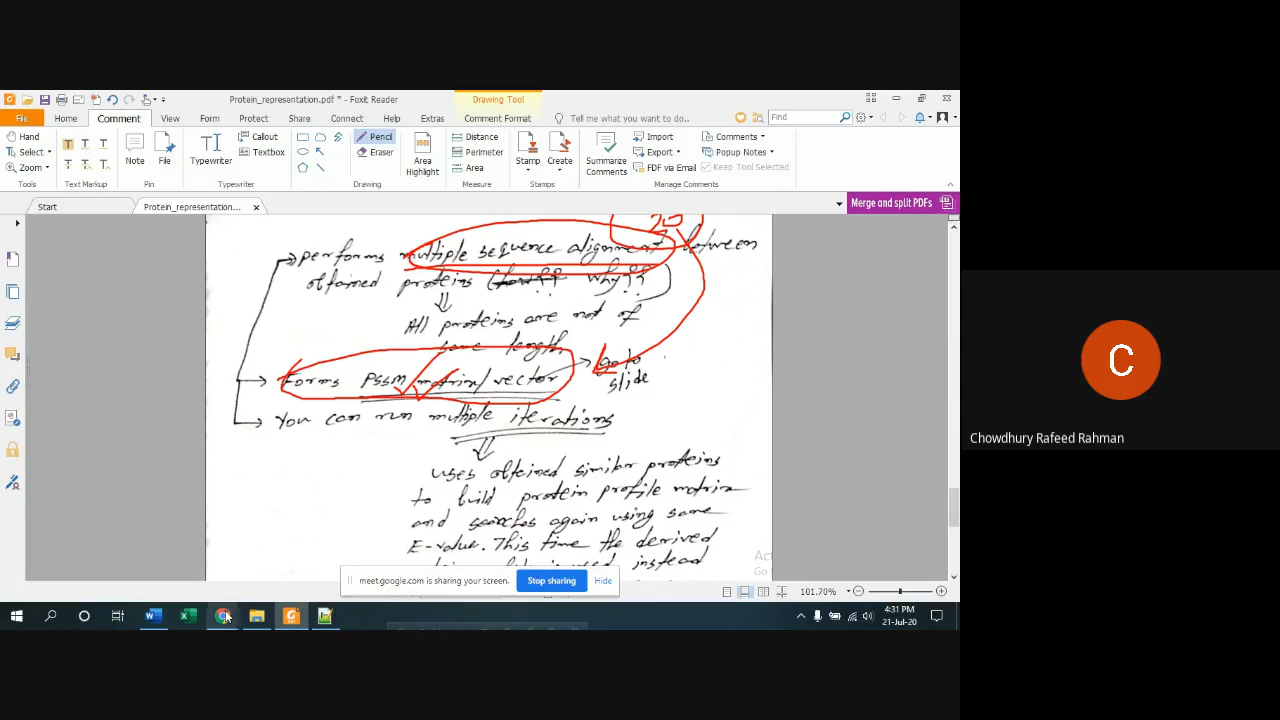 Protein_representation.pdf * - Foxit Reader
Drawing Tool
File Home Comment View Form Protect Share Connect Help Extras Comment Format Tell me what you want to do.. Find
Hand
Select
Zoom
Tools
Text Markup
Note
File
Pin
Typewriter
Callout
Textbox
Typewriter
Pencil
Eraser
Drawing
Area Highlight
Distance
Perimeter
Area
Measure
Stamp
Create
Stamps
Summarize Comments
Import
Export
FDF via Email
Comments
Popup Notes
Keep Tool Selected
Manage Comments
Start
Protein_representation....
Merge and split PDFs
20
performs multiple sequence alignment between
obtained proteins (how?? why??)
All proteins are not of
same length
Forms PSSM matrix/vector → go to
slide
You can run multiple iterations
uses obtained similar proteins
to build protein profile matrix
and searches again using same
E-value. This time the derived
instead
meet.google.com is sharing your screen. Stop sharing Hide
101.70%
4:31 PM
21-Jul-20
C
Chowdhury Rafeed Rahman